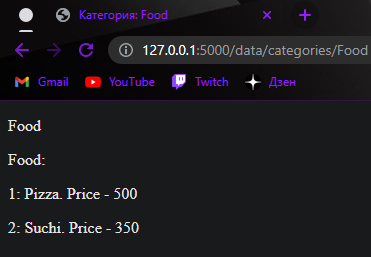 Категория: Food
127.0.0.1:5000/data/categories/Food
Gmail YouTube Twitch Дзен
Food
Food:
1: Pizza. Price - 500
2: Suchi. Price - 350